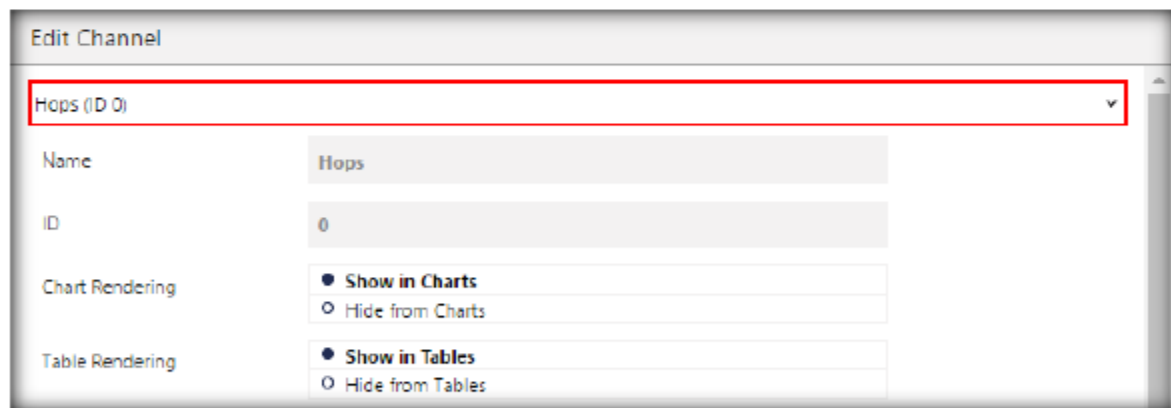 Edit Channel
Hops (ID 0)
Name
Hops
ID
0
Chart Rendering
Show in Charts
Hide from Charts
Table Rendering
Show in Tables
Hide from Tables